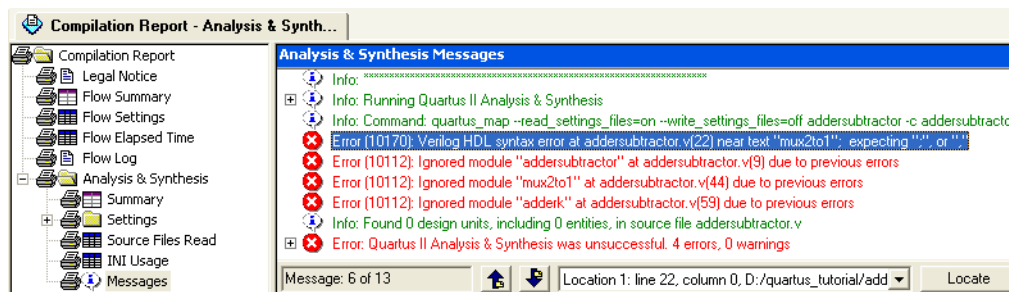 Compilation Report - Analysis & Synth...
Compilation Report
Legal Notice
Flow Summary
Flow Settings
Flow Elapsed Time
Flow Log
Analysis & Synthesis
Summary
Settings
Source Files Read
INI Usage
Messages
Analysis & Synthesis Messages
Info: *******************************************************************
Info: Running Quartus II Analysis & Synthesis
Info: Command: quartus_map --read_settings_files=on --write_settings_files=off addersubtractor -c addersubtracto
Error (10170): Verilog HDL syntax error at addersubtractor.v(22) near text "mux2to1"; expecting ";", or ","
Error (10112): Ignored module "addersubtractor" at addersubtractor.v(9) due to previous errors
Error (10112): Ignored module "mux2to1" at addersubtractor.v(44) due to previous errors
Error (10112): Ignored module "adderk" at addersubtractor.v(59) due to previous errors
Info: Found 0 design units, including 0 entities, in source file addersubtractor.v
Error: Quartus II Analysis & Synthesis was unsuccessful. 4 errors, 0 warnings
Message: 6 of 13
Location 1: line 22, column 0, D:/quartus_tutorial/add
Locate